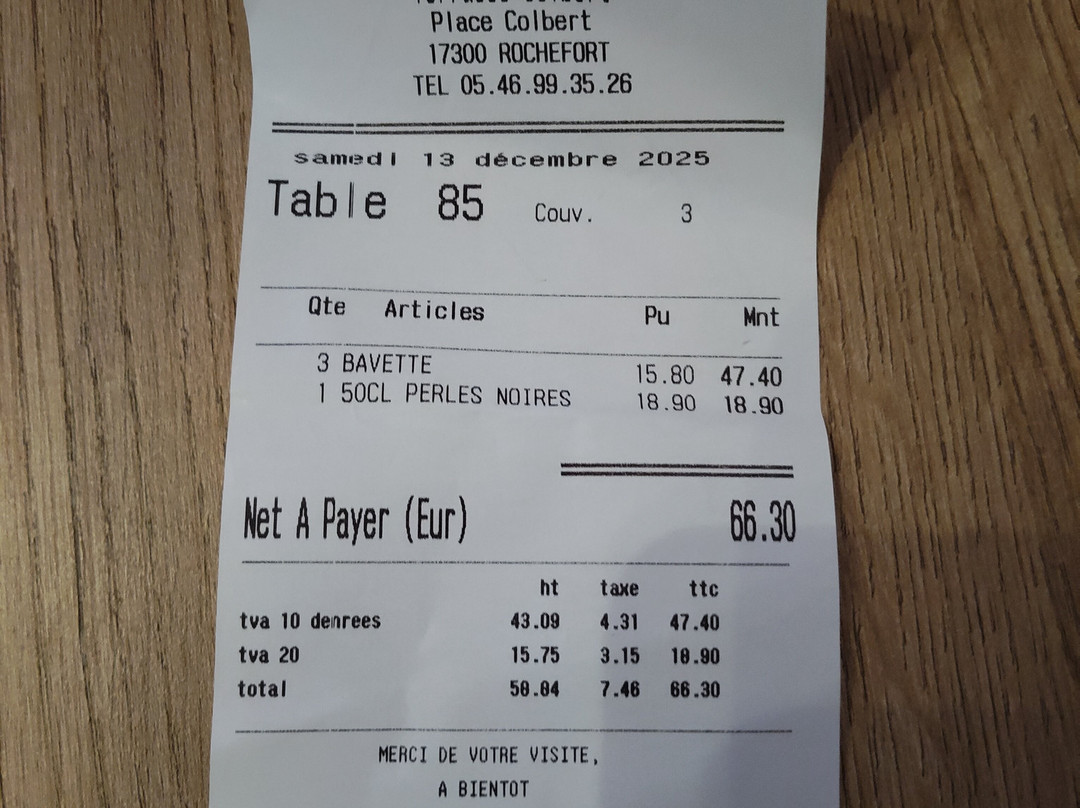 Place Colbert
17300 ROCHEFORT
TEL 05.46.99.35.26
samedi 13 décembre 2025
Table 85 Couv. 3
Qte Articles Pu Mnt
3 BAVETTE 15.80 47.40
1 50CL PERLES NOIRES 18.90 18.90
Net A Payer (Eur) 66.30
ht taxe ttc
tva 10 denrees 43.09 4.31 47.40
tva 20 15.75 3.15 18.90
total 58.84 7.46 66.30
MERCI DE VOTRE VISITE,
A BIENTOT